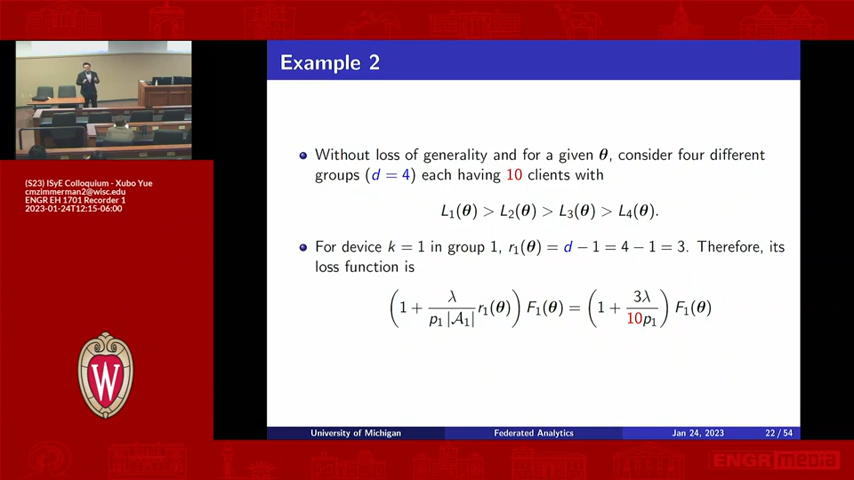 Example 2
Without loss of generality and for a given θ, consider four different
groups (d = 4) each having 10 clients with
L₁(θ) > L₂(θ) > L₃(θ) > L₄(θ).
For device k = 1 in group 1, r₁(θ) = d − 1 = 4 − 1 = 3. Therefore, its
loss function is
(1 + λ/(p₁|𝒜₁|) r₁(θ)) F₁(θ) = (1 + 3λ/(10p₁)) F₁(θ)
(S23) ISyE Colloquium - Xubo Yue
cmzimmerman2@wisc.edu
ENGR EH 1701 Recorder 1
2023-01-24T12:15-06:00
W
University of Michigan
Federated Analytics
Jan 24, 2023
22 / 54
ENGR media